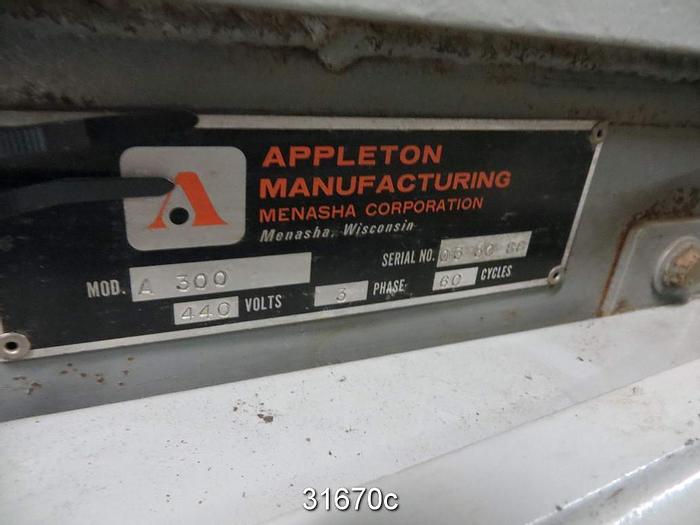 APPLETON
MANUFACTURING
MENASHA CORPORATION
Menasha, Wisconsin
MOD. A 300
SERIAL NO.
440 VOLTS 3 PHASE 60 CYCLES
31670c